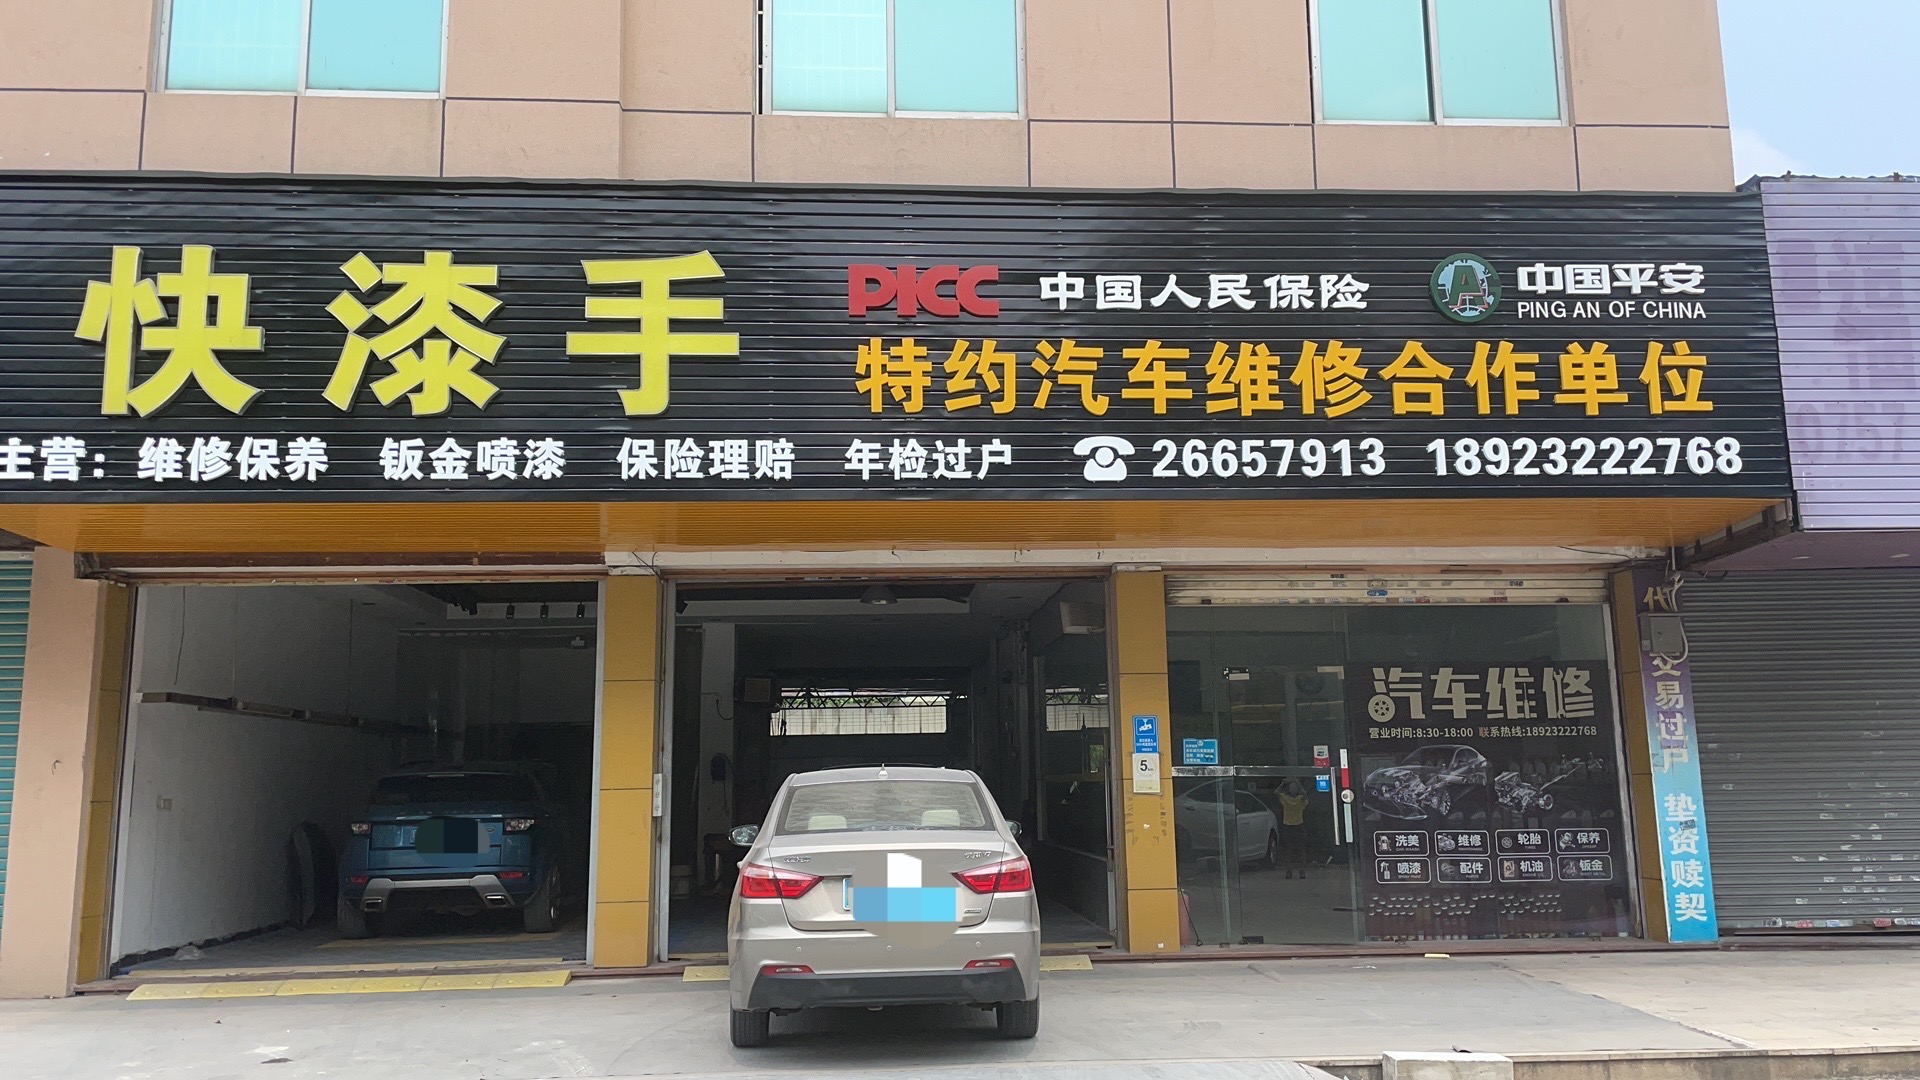 快漆手
PICC 中国人民保险
中国平安
PING AN OF CHINA
特约汽车维修合作单位
主营：维修保养 钣金喷漆 保险理赔 年检过户 ☎26657913 18923222768
汽车维修
营业时间:8:30-18:00 联系热线:18923222768
洗美 维修 轮胎 保养
喷漆 配件 机油 钣金
代
交易过户 垫资赎契
5